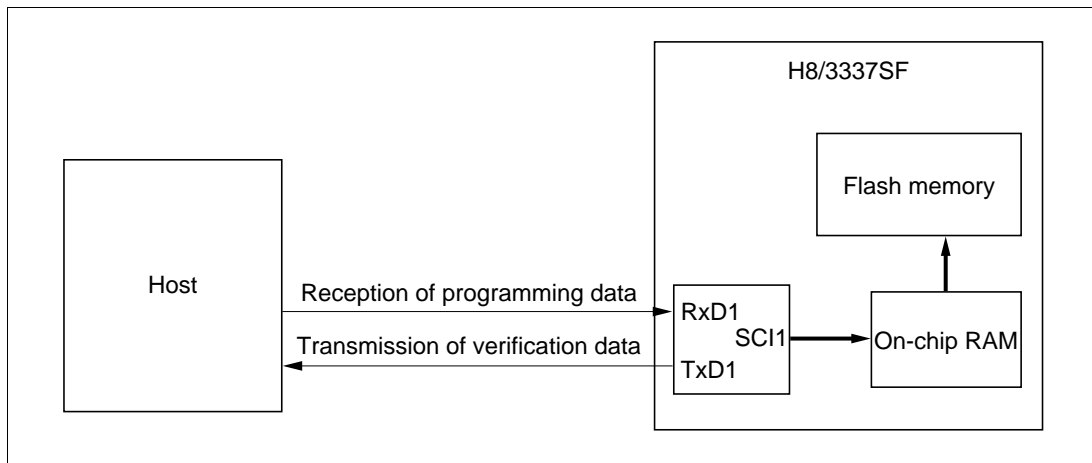 H8/3337SF
Flash memory
Host
Reception of programming data
RxD1
SCI1
On-chip RAM
Transmission of verification data
TxD1